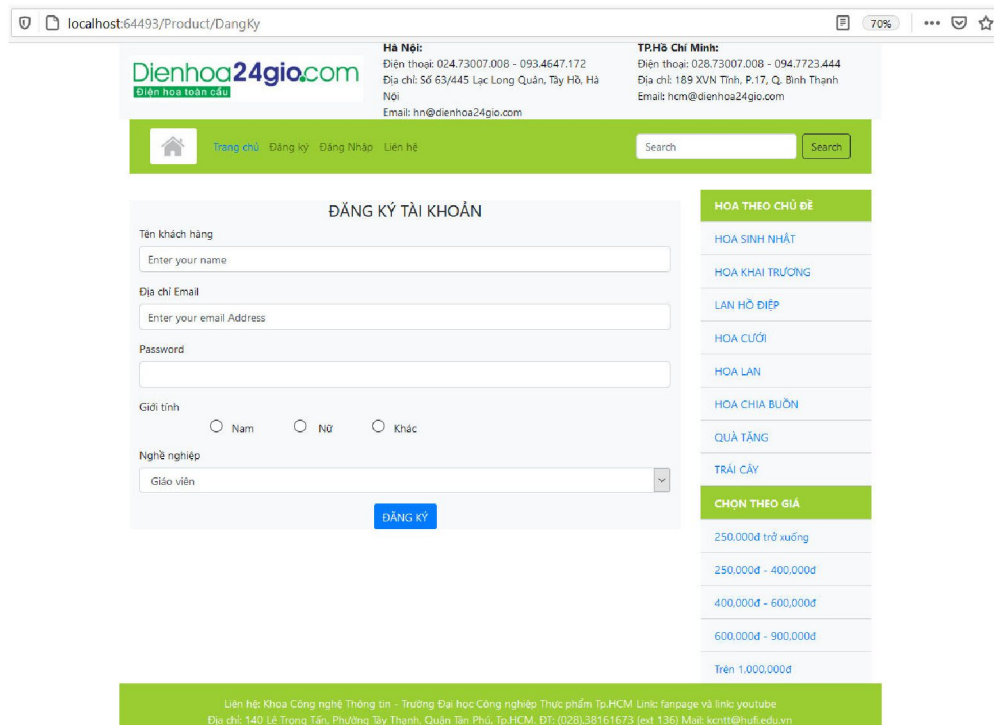 localhost:64493/Product/DangKy
70%
Dienhoa24gio.com
Điện hoa toàn cầu
Hà Nội:
Điện thoại: 024.73007.008 - 093.4647.172
Địa chỉ: Số 63/445 Lạc Long Quân, Tây Hồ, Hà
Nội
Email: hn@dienhoa24gio.com
TP.Hồ Chí Minh:
Điện thoại: 028.73007.008 - 094.7723.444
Địa chỉ: 189 XVN Tĩnh, P.17, Q. Bình Thạnh
Email: hcm@dienhoa24gio.com
Trang chủ Đăng ký Đăng Nhập Liên hệ
Search Search
ĐĂNG KÝ TÀI KHOẢN
Tên khách hàng
Enter your name
Địa chỉ Email
Enter your email Address
Password
Giới tính
Nam Nữ Khác
Nghề nghiệp
Giáo viên
ĐĂNG KÝ
HOA THEO CHỦ ĐỀ
HOA SINH NHẬT
HOA KHAI TRƯƠNG
LAN HỒ ĐIỆP
HOA CƯỚI
HOA LAN
HOA CHIA BUỒN
QUÀ TẶNG
TRÁI CÂY
CHỌN THEO GIÁ
250.000đ trở xuống
250,000đ - 400,000đ
400,000đ - 600,000đ
600,000đ - 900,000đ
Trên 1,000,000đ
Liên hệ: Khoa Công nghệ Thông tin - Trường Đại học Công nghiệp Thực phẩm Tp.HCM Link: fanpage và link: youtube
Địa chỉ: 140 Lê Trọng Tấn, Phường Tây Thạnh, Quận Tân Phú, Tp.HCM. ĐT: (028).38161673 (ext 136) Mail: kcntt@hufi.edu.vn